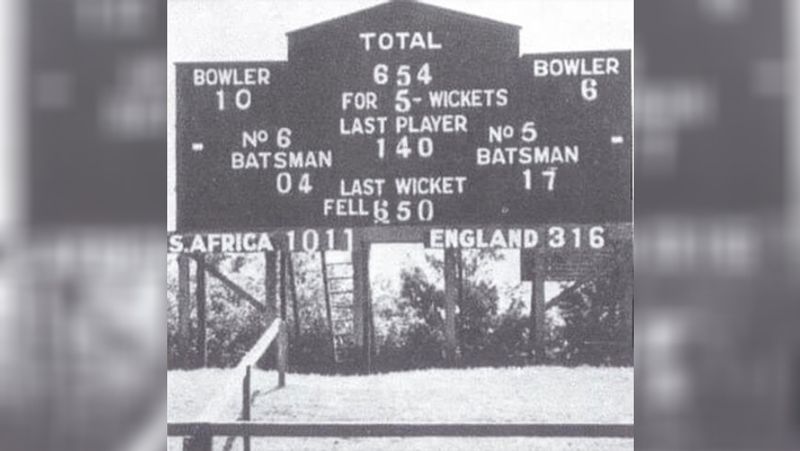 TOTAL
654
BOWLER
10
BOWLER
6
FOR 5- WICKETS
LAST PLAYER
140
- No 6
BATSMAN
04
No 5 -
BATSMAN
17
LAST WICKET
FELL 650
S.AFRICA 1011
ENGLAND 316